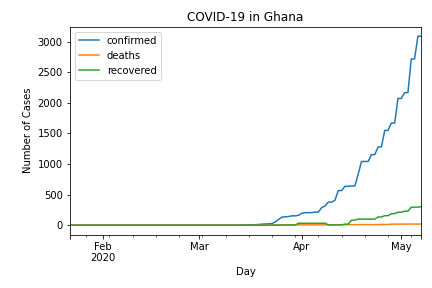 COVID-19 in Ghana
confirmed
deaths
recovered
Number of Cases
3000
2500
2000
1500
1000
500
0
Feb Mar Apr May
2020
Day